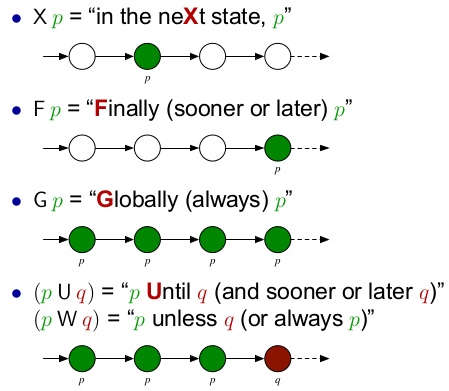 • X p = “in the neXt state, p”
p
• F p = “Finally (sooner or later) p”
p
• G p = “Globally (always) p”
p p p p
• (p U q) = “p Until q (and sooner or later q)”
(p W q) = “p unless q (or always p)”
p p p q